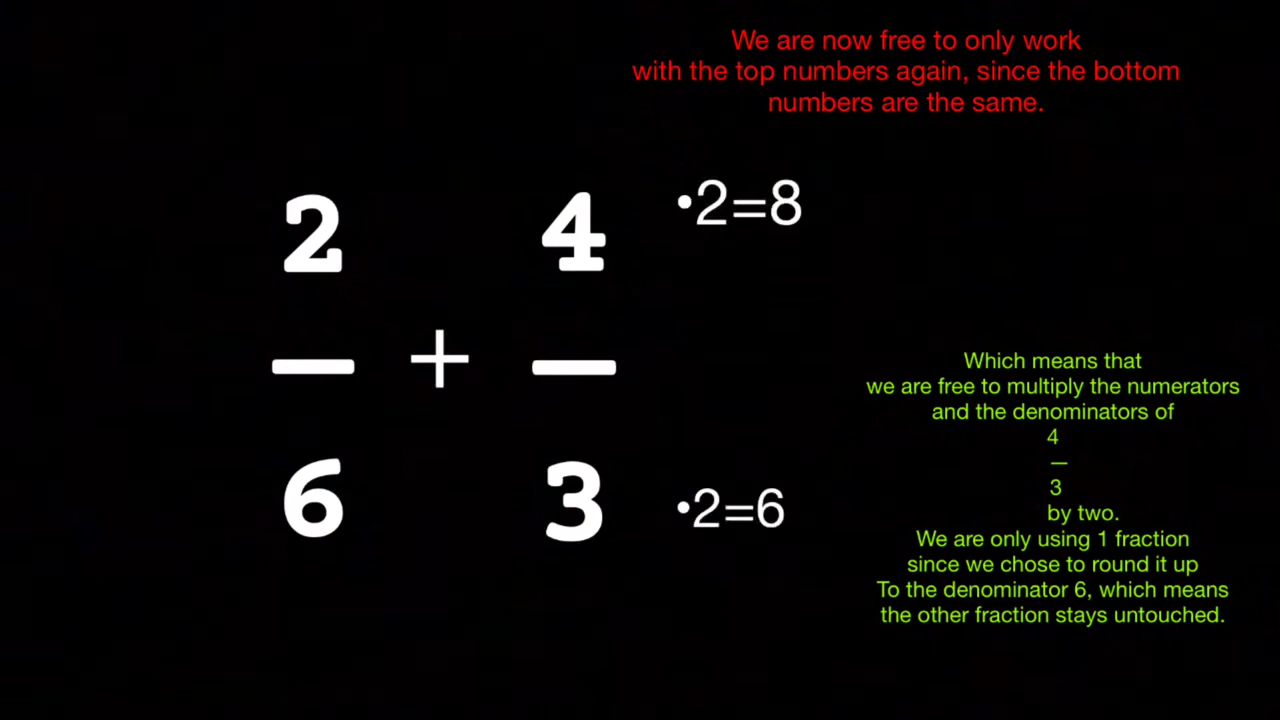 We are now free to only work
with the top numbers again, since the bottom
numbers are the same.
2 4 •2=8
— + —
6 3 •2=6
Which means that
we are free to multiply the numerators
and the denominators of
4
—
3
by two.
We are only using 1 fraction
since we chose to round it up
To the denominator 6, which means
the other fraction stays untouched.